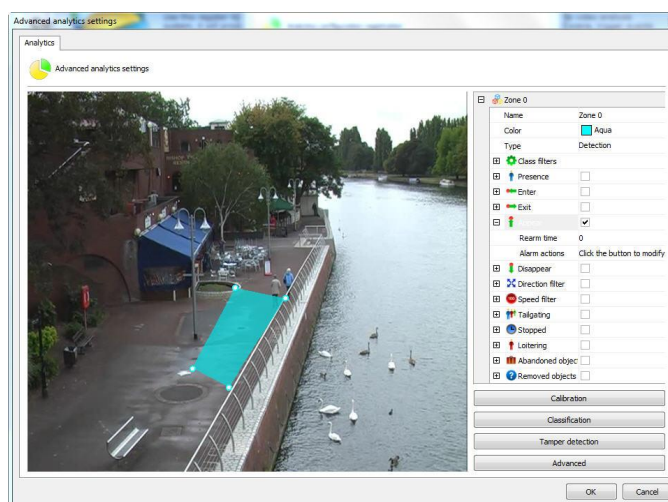 Advanced analytics settings
Analytics
Advanced analytics settings
Zone 0
Name Zone 0
Color Aqua
Type Detection
Class filters
Presence
Enter
Exit
Rearm time 0
Alarm actions Click the button to modify
Disappear
Direction filter
Speed filter
Tailgating
Stopped
Loitering
Abandoned objec
Removed objects
Calibration
Classification
Tamper detection
Advanced
OK Cancel